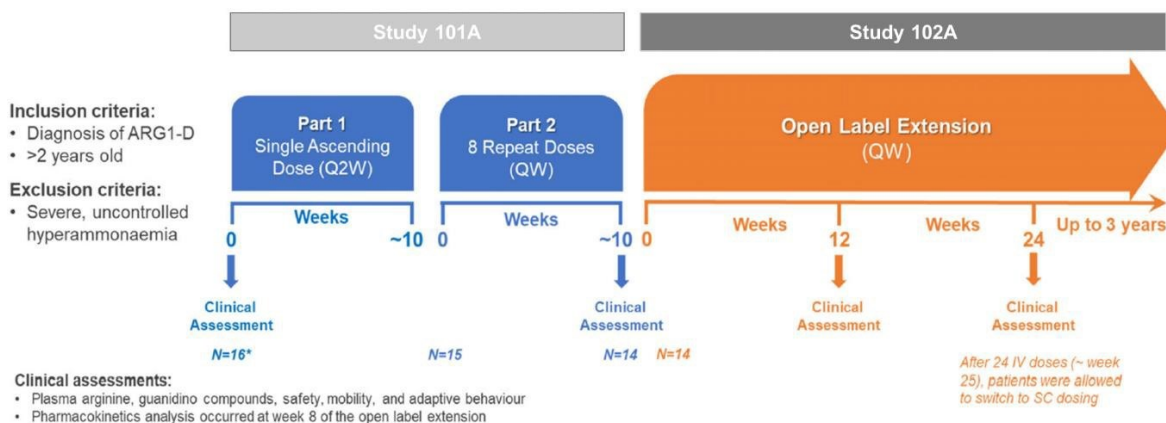 Study 101A
Study 102A
Inclusion criteria:
• Diagnosis of ARG1-D
• >2 years old
Exclusion criteria:
• Severe, uncontrolled
hyperammonaemia
Part 1
Single Ascending
Dose (Q2W)
Part 2
8 Repeat Doses
(QW)
Open Label Extension
(QW)
Weeks
0
~10
Weeks
0
~10
Weeks
Weeks
Up to 3 years
0
12
24
Clinical
Assessment
Clinical
Assessment
Clinical
Assessment
Clinical
Assessment
N=16*
N=15
N=14
N=14
After 24 IV doses (~ week
25), patients were allowed
to switch to SC dosing
Clinical assessments:
• Plasma arginine, guanidino compounds, safety, mobility, and adaptive behaviour
• Pharmacokinetics analysis occurred at week 8 of the open label extension